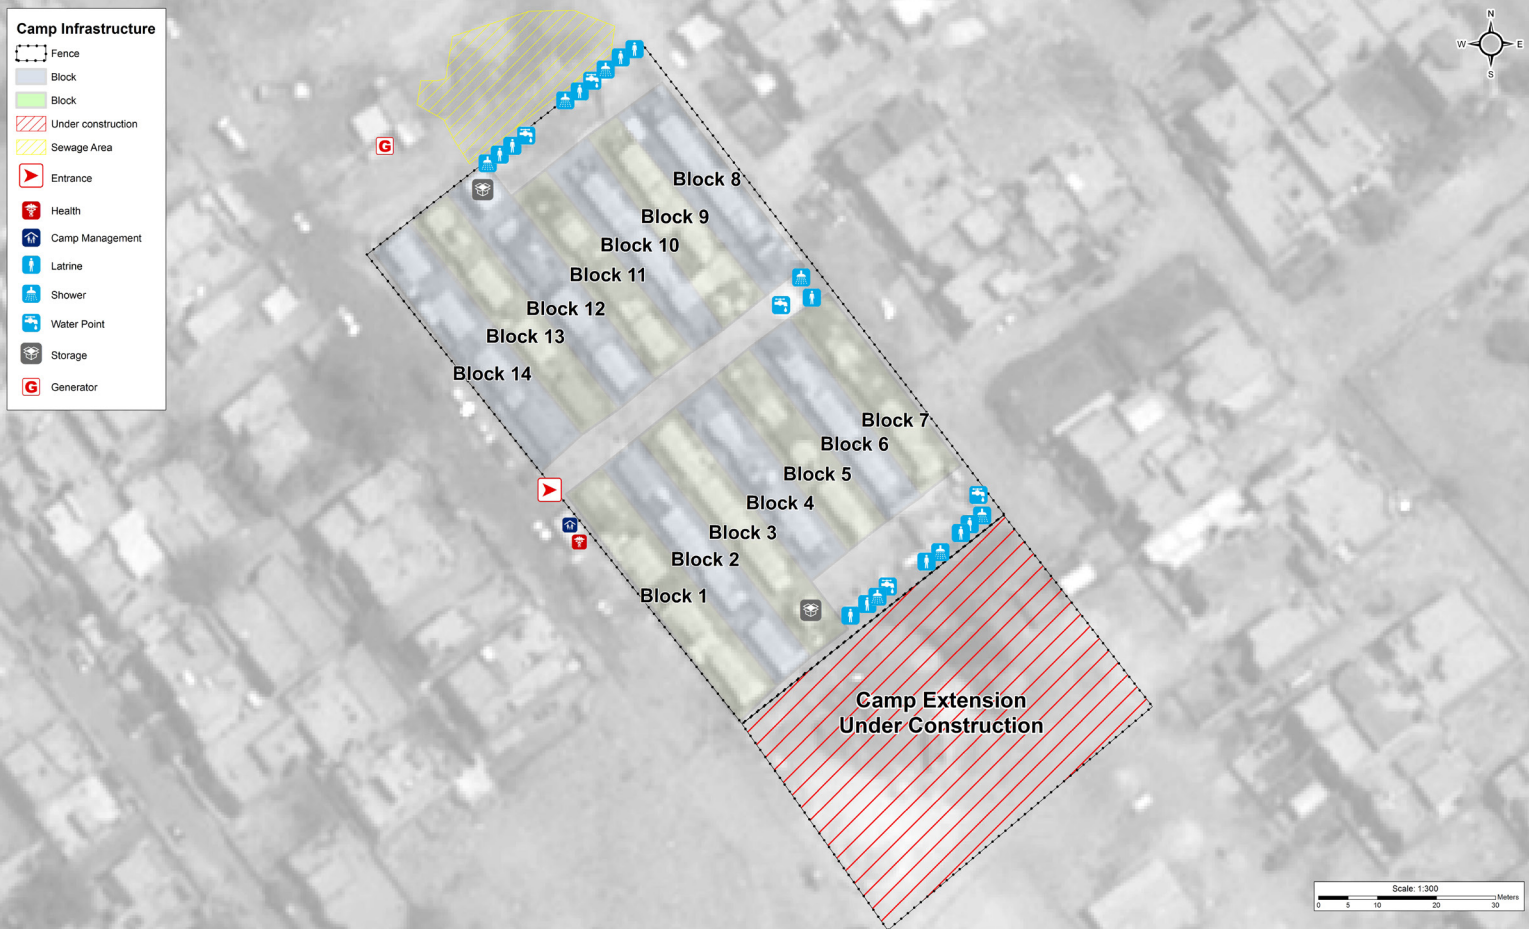 Camp Infrastructure
Fence
Block
Block
Under construction
Sewage Area
Entrance
Health
Camp Management
Latrine
Shower
Water Point
Storage
G Generator
N
W E
S
G
Block 8
Block 9
Block 10
Block 11
Block 12
Block 13
Block 14
Block 7
Block 6
Block 5
Block 4
Block 3
Block 2
Block 1
Camp Extension
Under Construction
Scale: 1:300
Meters
0 5 10 20 30